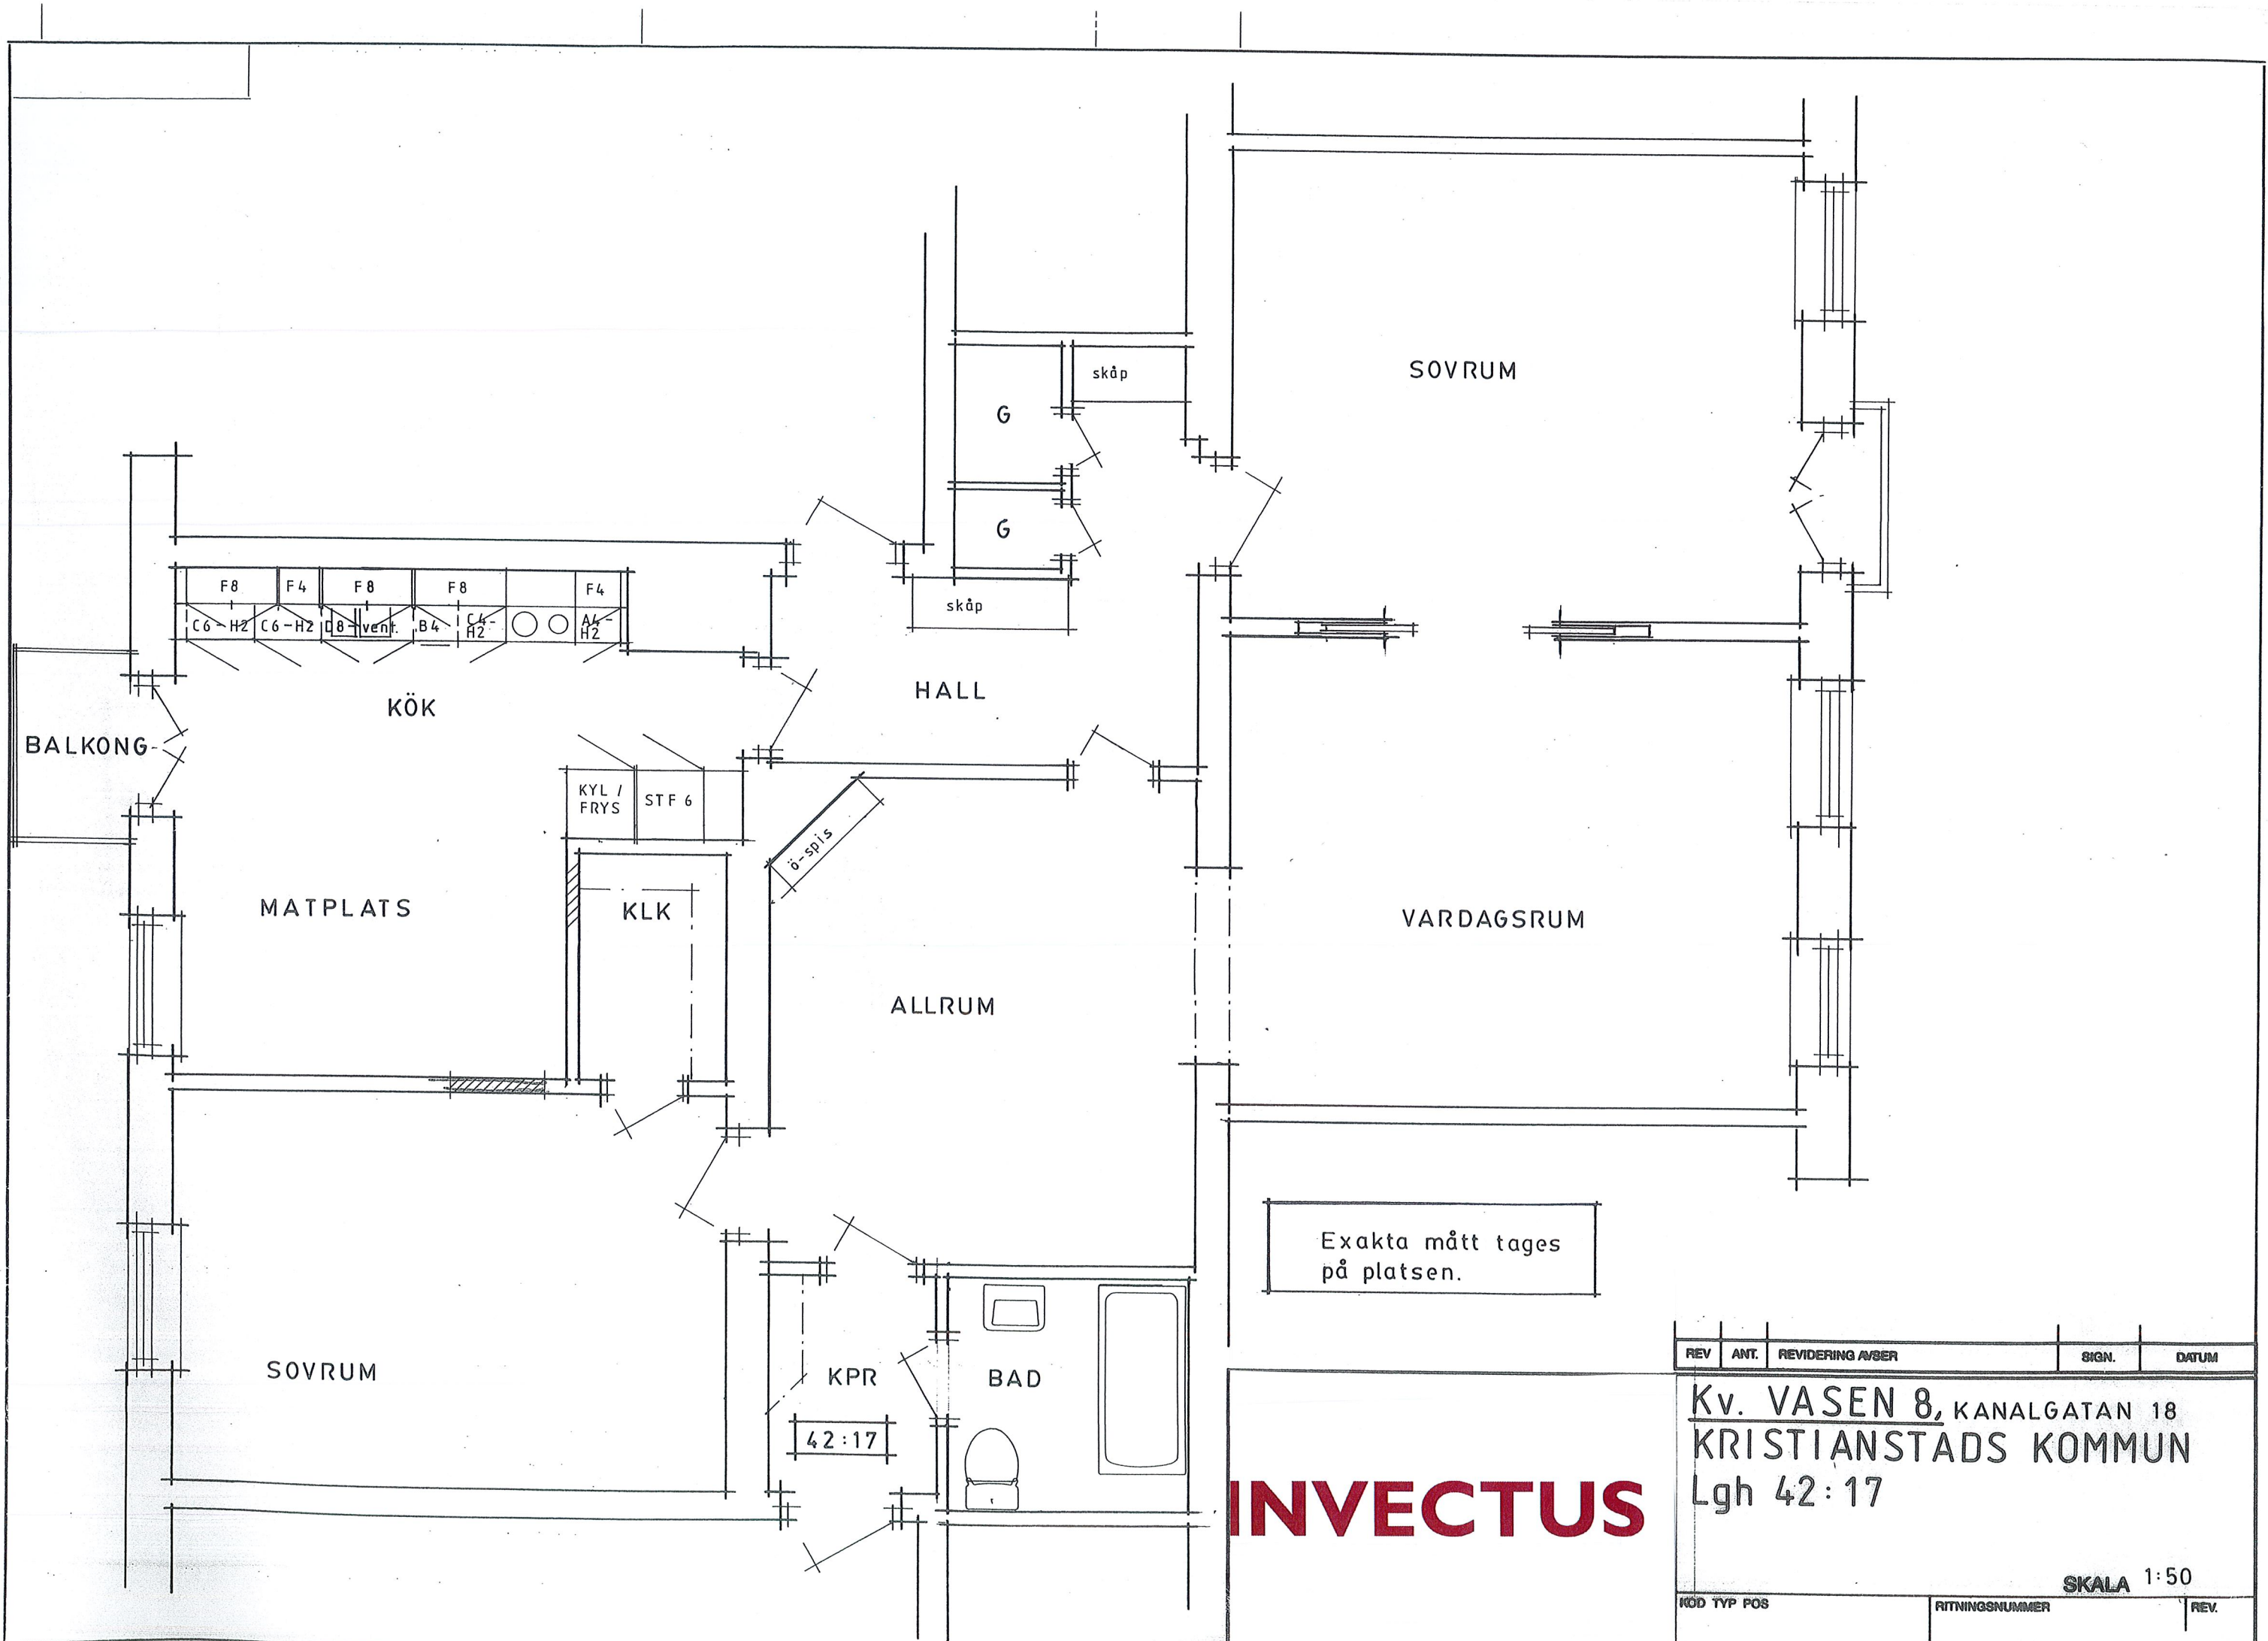 SOVRUM
skåp
G
G
skåp
F8
F4
F8
F8
F4
C6-H2
C6-H2
D8-vent.
B4
C4-
H2
A4-
H2
KÖK
HALL
BALKONG
KYL /
FRYS
STF 6
ö-spis
MATPLATS
KLK
VARDAGSRUM
ALLRUM
Exakta mått tages
på platsen.
SOVRUM
KPR
BAD
42:17
REV ANT. REVIDERING AVSER SIGN. DATUM
Kv. VASEN 8, KANALGATAN 18
KRISTIANSTADS KOMMUN
Lgh 42:17
INVECTUS
SKALA 1:50
KOD TYP POS RITNINGSNUMMER REV.